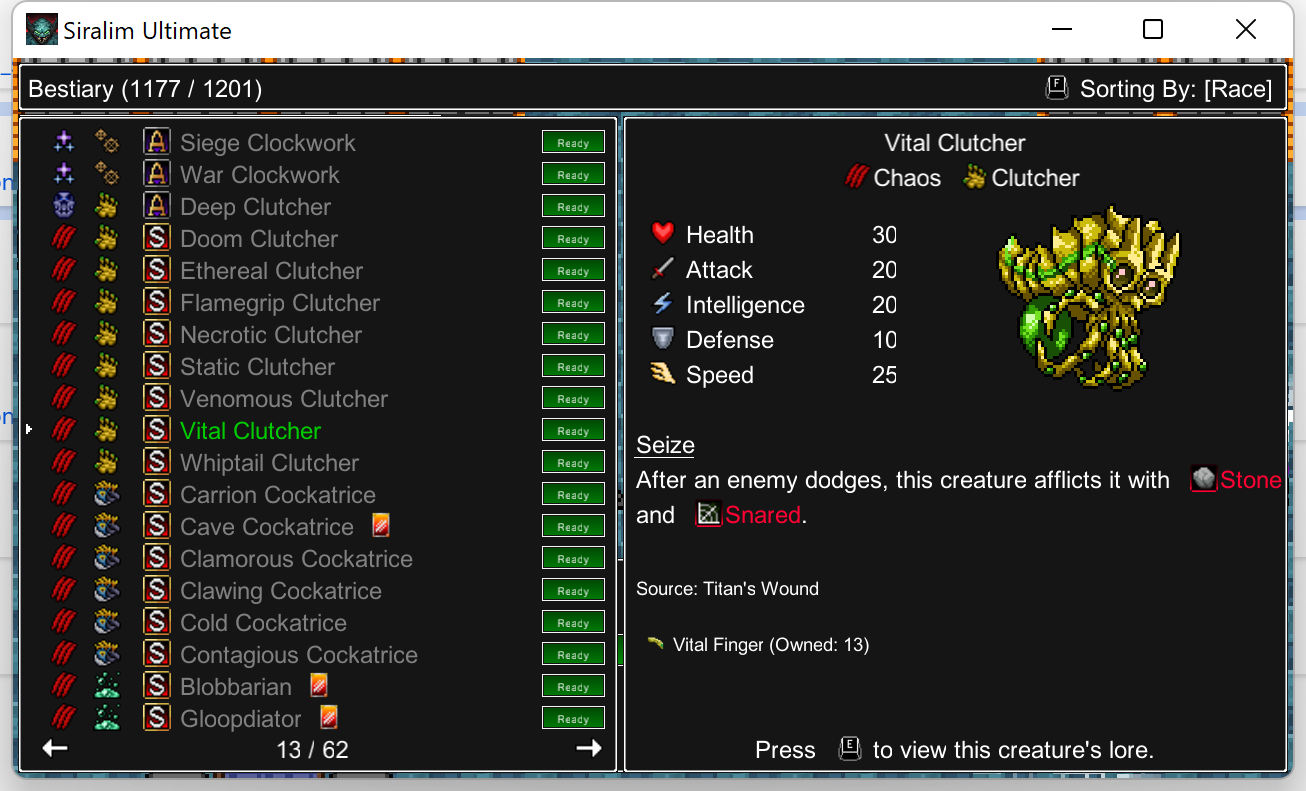 Siralim Ultimate
Bestiary (1177 / 1201)
F Sorting By: [Race]
A Siege Clockwork Ready
A War Clockwork Ready
A Deep Clutcher Ready
S Doom Clutcher Ready
S Ethereal Clutcher Ready
S Flamegrip Clutcher Ready
S Necrotic Clutcher Ready
S Static Clutcher Ready
S Venomous Clutcher Ready
S Vital Clutcher Ready
S Whiptail Clutcher Ready
S Carrion Cockatrice Ready
S Cave Cockatrice Ready
S Clamorous Cockatrice Ready
S Clawing Cockatrice Ready
S Cold Cockatrice Ready
S Contagious Cockatrice Ready
S Blobbarian Ready
S Gloopdiator Ready
13 / 62
Vital Clutcher
Chaos Clutcher
Health 30
Attack 20
Intelligence 20
Defense 10
Speed 25
Seize
After an enemy dodges, this creature afflicts it with Stone
and Snared.
Source: Titan's Wound
Vital Finger (Owned: 13)
Press E to view this creature's lore.